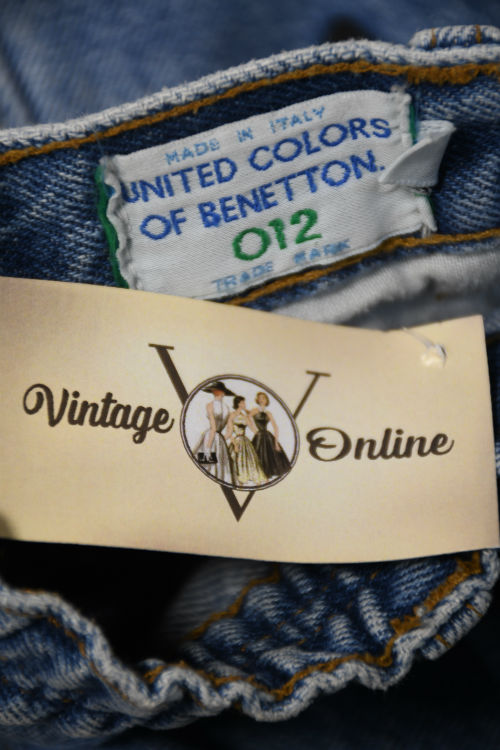 MADE IN ITALY
UNITED COLORS
OF BENETTON.
012
TRADE MARK
Vintage V Online